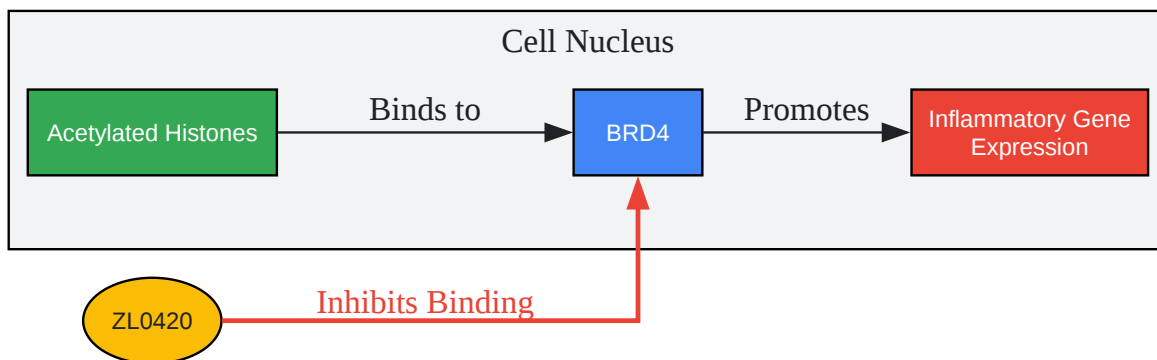 Cell Nucleus
Acetylated Histones
Binds to
BRD4
Promotes
Inflammatory Gene
Expression
ZL0420
Inhibits Binding